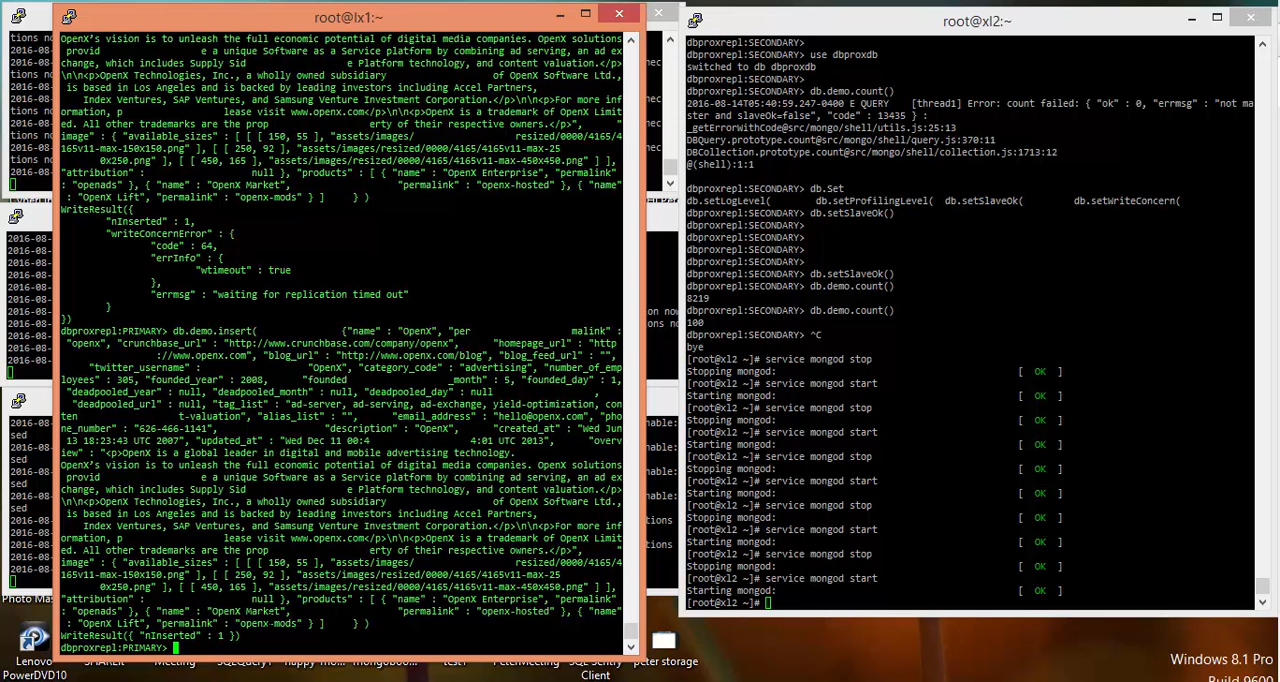 root@lx1:~
OpenX's vision is to unleash the full economic potential of digital media companies. OpenX solutions
provid e a unique Software as a Service platform by combining ad serving, an ad ex
change, which includes Supply Sid e Platform technology, and content valuation.</p>
\n\n<p>OpenX Technologies, Inc., a wholly owned subsidiary of OpenX Software Ltd.,
is based in Los Angeles and is backed by leading investors including Accel Partners,
Index Ventures, SAP Ventures, and Samsung Venture Investment Corporation.</p>\n\n<p>For more inf
ormation, p lease visit www.openx.com</p>\n\n<p>OpenX is a trademark of OpenX Limit
ed. All other trademarks are the prop erty of their respective owners.</p>", "
image" : { "available_sizes" : [ [ [ 150, 55 ], "assets/images/ resized/0000/4165/4
165v11-max-150x150.png" ], [ [ 250, 92 ], "assets/images/resized/0000/4165/4165v11-max-25
0x250.png" ], [ [ 450, 165 ], "assets/images/resized/0000/4165/4165v11-max-450x450.png" ] ],
"attribution" : null }, "products" : [ { "name" : "OpenX Enterprise", "permalink"
: "openads" }, { "name" : "OpenX Market", "permalink" : "openx-hosted" }, { "name"
: "OpenX Lift", "permalink" : "openx-mods" } ] } )
WriteResult({
"nInserted" : 1,
"writeConcernError" : {
"code" : 64,
"errInfo" : {
"wtimeout" : true
},
"errmsg" : "waiting for replication timed out"
}
})
dbproxrepl:PRIMARY> db.demo.insert( {"name" : "OpenX", "per malink" :
"openx", "crunchbase_url" : "http://www.crunchbase.com/company/openx", "homepage_url" : "http
://www.openx.com", "blog_url" : "http://www.openx.com/blog", "blog_feed_url" : "",
"twitter_username" : "OpenX", "category_code" : "advertising", "number_of_emp
loyees" : 305, "founded_year" : 2008, "founded _month" : 5, "founded_day" : 1,
"deadpooled_year" : null, "deadpooled_month" : null, "deadpooled_day" : null
, "deadpooled_url" : null, "tag_list" : "ad-server, ad-serving, ad-exchange, yield-optimization, con
ten t-valuation", "alias_list" : "", "email_address" : "hello@openx.com", "pho
ne_number" : "626-466-1141", "description" : "OpenX", "created_at" : "Wed Jun
13 18:23:43 UTC 2007", "updated_at" : "Wed Dec 11 00:4 4:01 UTC 2013", "overv
iew" : "<p>OpenX is a global leader in digital and mobile advertising technology.
OpenX's vision is to unleash the full economic potential of digital media companies. OpenX solutions
provid e a unique Software as a Service platform by combining ad serving, an ad ex
change, which includes Supply Sid e Platform technology, and content valuation.</p>
\n\n<p>OpenX Technologies, Inc., a wholly owned subsidiary of OpenX Software Ltd.,
is based in Los Angeles and is backed by leading investors including Accel Partners,
Index Ventures, SAP Ventures, and Samsung Venture Investment Corporation.</p>\n\n<p>For more inf
ormation, p lease visit www.openx.com</p>\n\n<p>OpenX is a trademark of OpenX Limit
ed. All other trademarks are the prop erty of their respective owners.</p>", "
image" : { "available_sizes" : [ [ [ 150, 55 ], "assets/images/ resized/0000/4165/4
165v11-max-150x150.png" ], [ [ 250, 92 ], "assets/images/resized/0000/4165/4165v11-max-25
0x250.png" ], [ [ 450, 165 ], "assets/images/resized/0000/4165/4165v11-max-450x450.png" ] ],
"attribution" : null }, "products" : [ { "name" : "OpenX Enterprise", "permalink"
: "openads" }, { "name" : "OpenX Market", "permalink" : "openx-hosted" }, { "name"
: "OpenX Lift", "permalink" : "openx-mods" } ] } )
WriteResult({ "nInserted" : 1 })
dbproxrepl:PRIMARY>
root@xl2:~
dbproxrepl:SECONDARY>
dbproxrepl:SECONDARY> use dbproxdb
switched to db dbproxdb
dbproxrepl:SECONDARY>
dbproxrepl:SECONDARY> db.demo.count()
2016-08-14T05:40:59.247-0400 E QUERY [thread1] Error: count failed: { "ok" : 0, "errmsg" : "not ma
ster and slaveOk=false", "code" : 13435 } :
_getErrorWithCode@src/mongo/shell/utils.js:25:13
DBQuery.prototype.count@src/mongo/shell/query.js:370:11
DBCollection.prototype.count@src/mongo/shell/collection.js:1713:12
@(shell):1:1
dbproxrepl:SECONDARY> db.Set
db.setLogLevel( db.setProfilingLevel( db.setSlaveOk( db.setWriteConcern(
dbproxrepl:SECONDARY> db.setSlaveOk()
dbproxrepl:SECONDARY>
dbproxrepl:SECONDARY>
dbproxrepl:SECONDARY>
dbproxrepl:SECONDARY>
dbproxrepl:SECONDARY> db.setSlaveOk()
dbproxrepl:SECONDARY> db.demo.count()
8219
dbproxrepl:SECONDARY> db.demo.count()
100
dbproxrepl:SECONDARY> ^C
bye
[root@xl2 ~]# service mongod stop
Stopping mongod: [ OK ]
[root@xl2 ~]# service mongod start
Starting mongod: [ OK ]
[root@xl2 ~]# service mongod stop
Stopping mongod: [ OK ]
[root@xl2 ~]# service mongod start
Starting mongod: [ OK ]
[root@xl2 ~]# service mongod stop
Stopping mongod: [ OK ]
[root@xl2 ~]# service mongod start
Starting mongod: [ OK ]
[root@xl2 ~]# service mongod stop
Stopping mongod: [ OK ]
[root@xl2 ~]# service mongod start
Starting mongod: [ OK ]
[root@xl2 ~]# service mongod stop
Stopping mongod: [ OK ]
[root@xl2 ~]# service mongod start
Starting mongod: [ OK ]
[root@xl2 ~]#
Lenovo
PowerDVD10
Client
peter storage
Windows 8.1 Pro
Build 9600